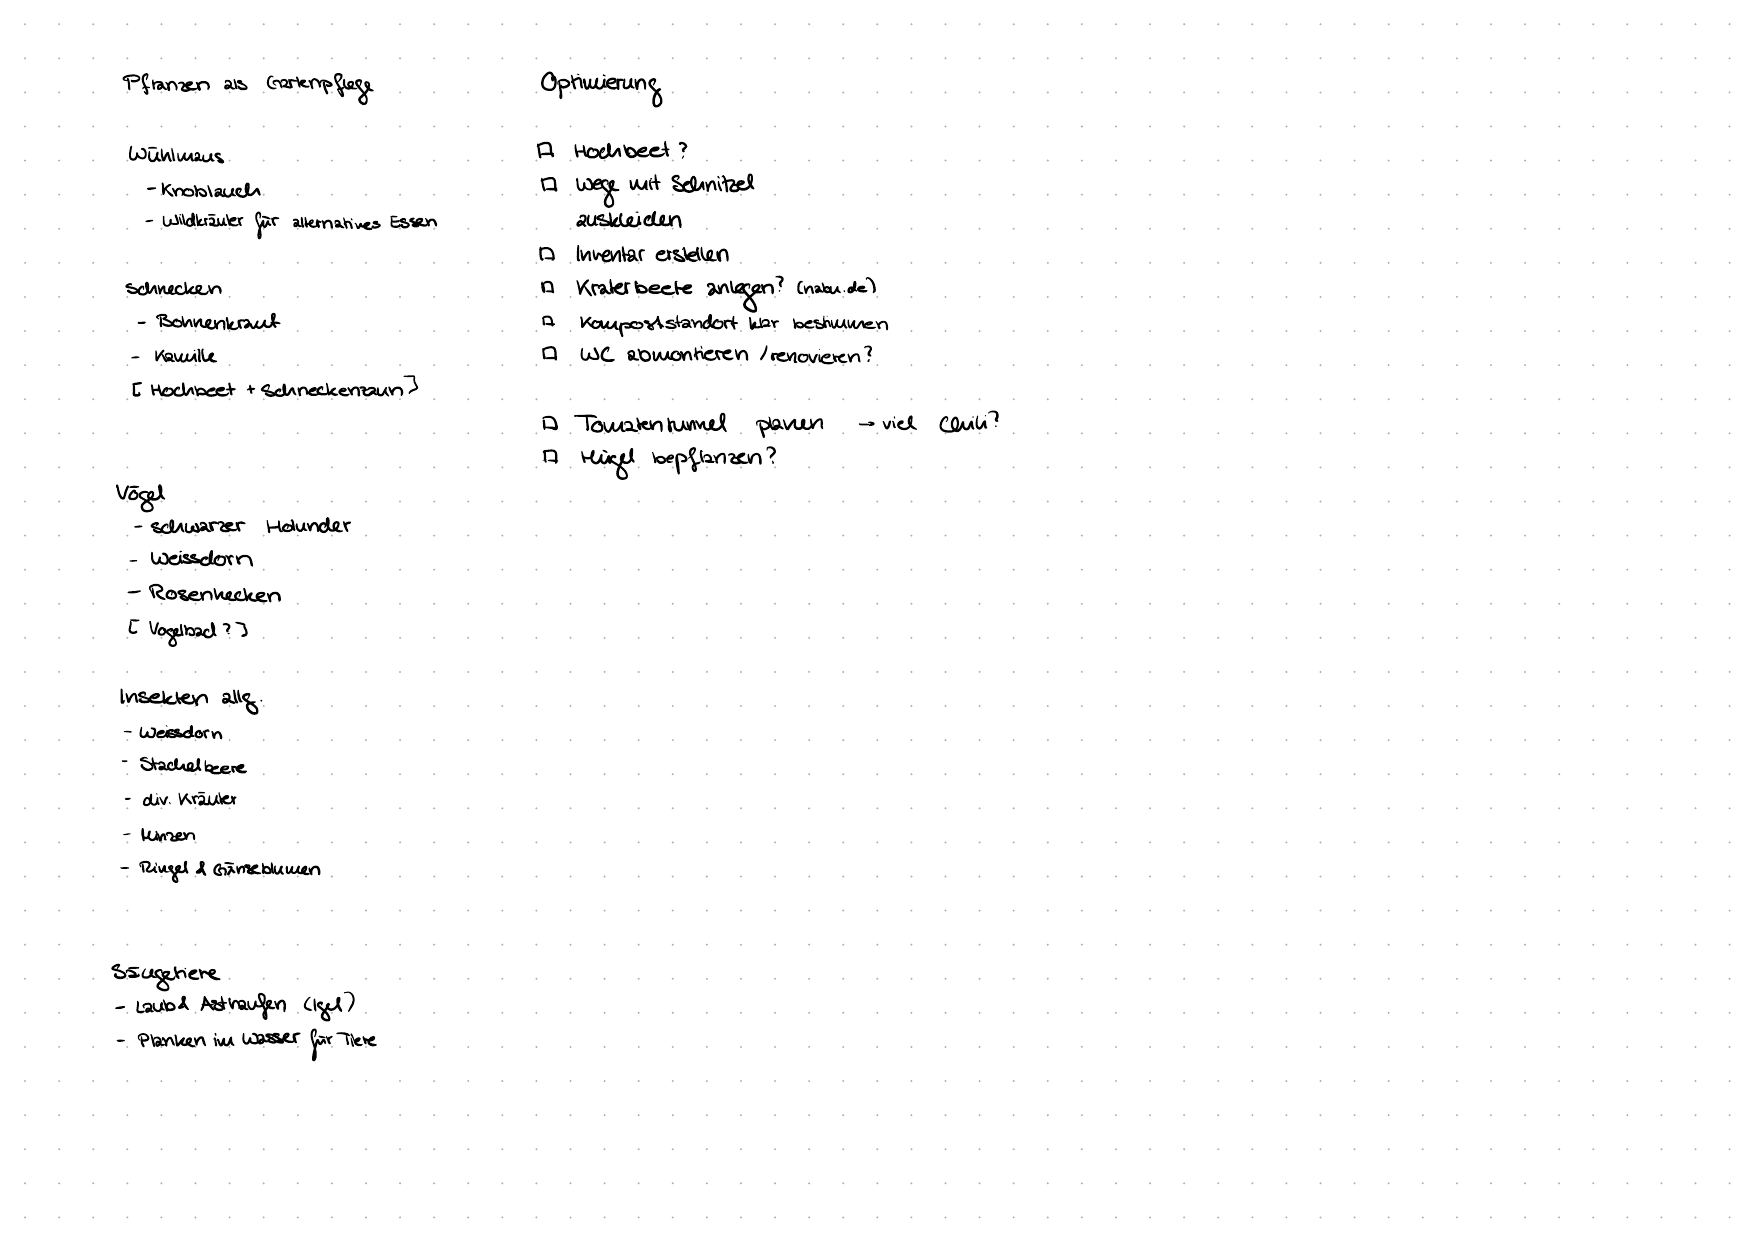 Pflanzen als Gartenpflege
Wühlmaus
- Knoblauch
- Wildkräuter für alternatives Essen
Schnecken
- Bohnenkraut
- Kamille
[ Hochbeet + Schneckenzaun ]
Vögel
- schwarzer Holunder
- Weissdorn
- Rosenhecken
[ Vogelbad ? ]
Insekten allg.
- Weissdorn
- Stachelbeere
- div. Kräuter
- Minzen
- Ringel & Gänseblumen
Säugetiere
- Laub & Asthaufen (Igel)
- Planken im Wasser für Tiere
Optimierung
Hochbeet ?
Wege mit Schnitzel
auskleiden
Inventar erstellen
Kraterbeete anlegen? (nabu.de)
Kompoststandort klar bestimmen
WC abmontieren / renovieren?
Tomatentunnel planen → viel Chili?
Hügel bepflanzen?